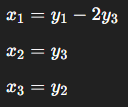 x₁ = y₁ − 2y₃
x₂ = y₃
x₃ = y₂